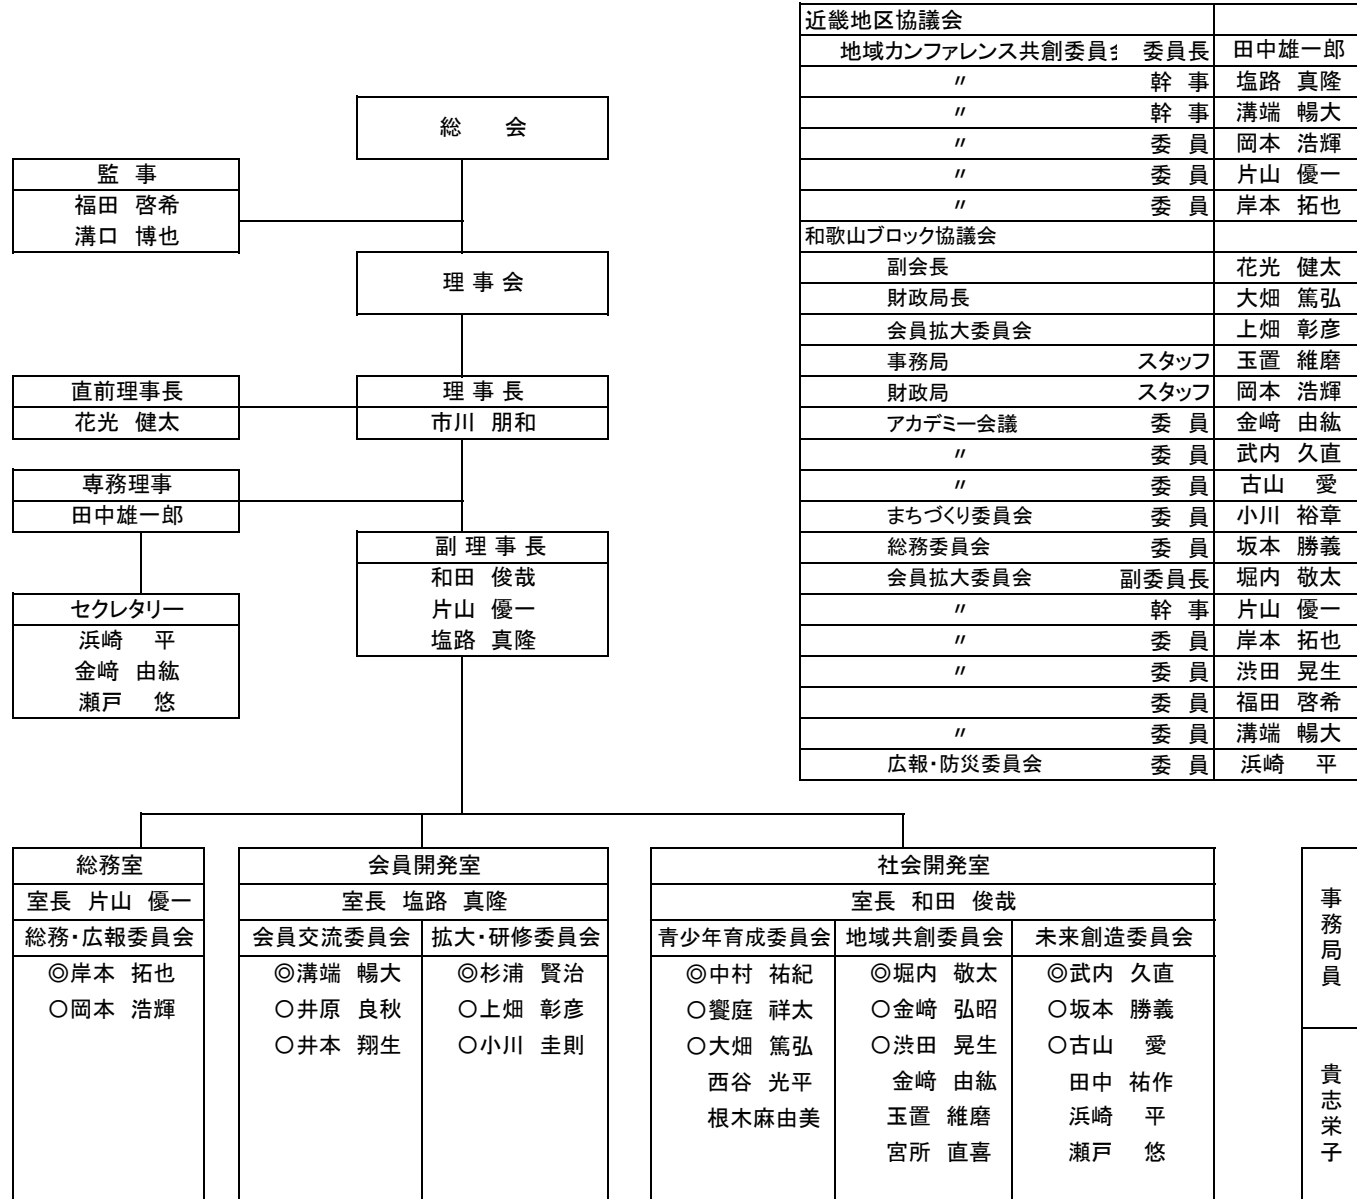 近畿地区協議会
地域カンファレンス共創委員会 委員長 田中雄一郎
〃 幹 事 塩路 真隆
〃 幹 事 溝端 暢大
〃 委 員 岡本 浩輝
〃 委 員 片山 優一
〃 委 員 岸本 拓也
和歌山ブロック協議会
副会長 花光 健太
財政局長 大畑 篤弘
会員拡大委員会 上畑 彰彦
事務局 スタッフ 玉置 維磨
財政局 スタッフ 岡本 浩輝
アカデミー会議 委 員 金﨑 由紘
〃 委 員 武内 久直
〃 委 員 古山 愛
まちづくり委員会 委 員 小川 裕章
総務委員会 委 員 坂本 勝義
会員拡大委員会 副委員長 堀内 敬太
〃 幹 事 片山 優一
〃 委 員 岸本 拓也
〃 委 員 渋田 晃生
委 員 福田 啓希
〃 委 員 溝端 暢大
広報・防災委員会 委 員 浜崎 平
総 会
監 事
福田 啓希
溝口 博也
理 事 会
直前理事長
花光 健太
理 事 長
市川 朋和
専務理事
田中雄一郎
副 理 事 長
和田 俊哉
片山 優一
塩路 真隆
セクレタリー
浜崎 平
金﨑 由紘
瀬戸 悠
総務室
室長 片山 優一
総務・広報委員会
◎岸本 拓也
○岡本 浩輝
会員開発室
室長 塩路 真隆
会員交流委員会
◎溝端 暢大
○井原 良秋
○井本 翔生
拡大・研修委員会
◎杉浦 賢治
○上畑 彰彦
○小川 圭則
社会開発室
室長 和田 俊哉
青少年育成委員会
◎中村 祐紀
○饗庭 祥太
○大畑 篤弘
西谷 光平
根木麻由美
地域共創委員会
◎堀内 敬太
○金﨑 弘昭
○渋田 晃生
金﨑 由紘
玉置 維磨
宮所 直喜
未来創造委員会
◎武内 久直
○坂本 勝義
○古山 愛
田中 祐作
浜崎 平
瀬戸 悠
事務局員
貴志栄子